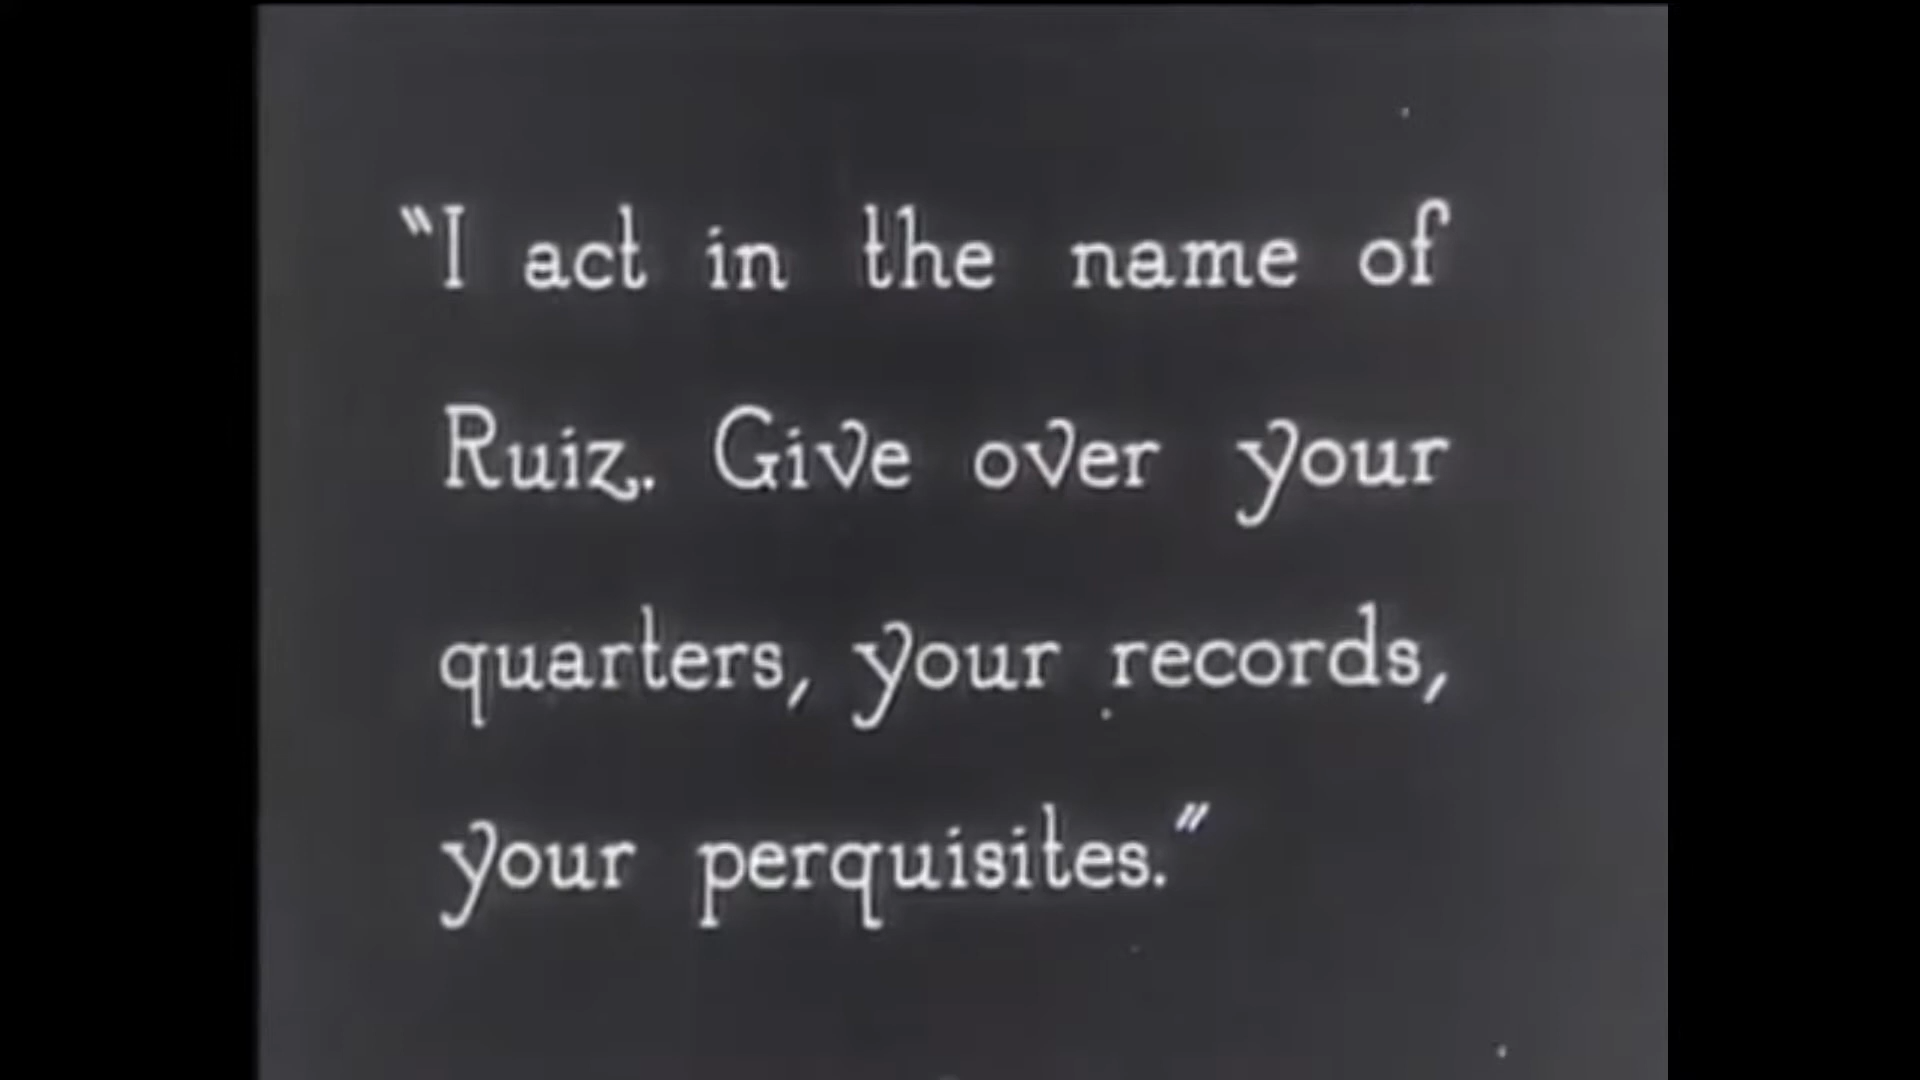 "I act in the name of
Ruiz. Give over your
quarters, your records,
your perquisites."